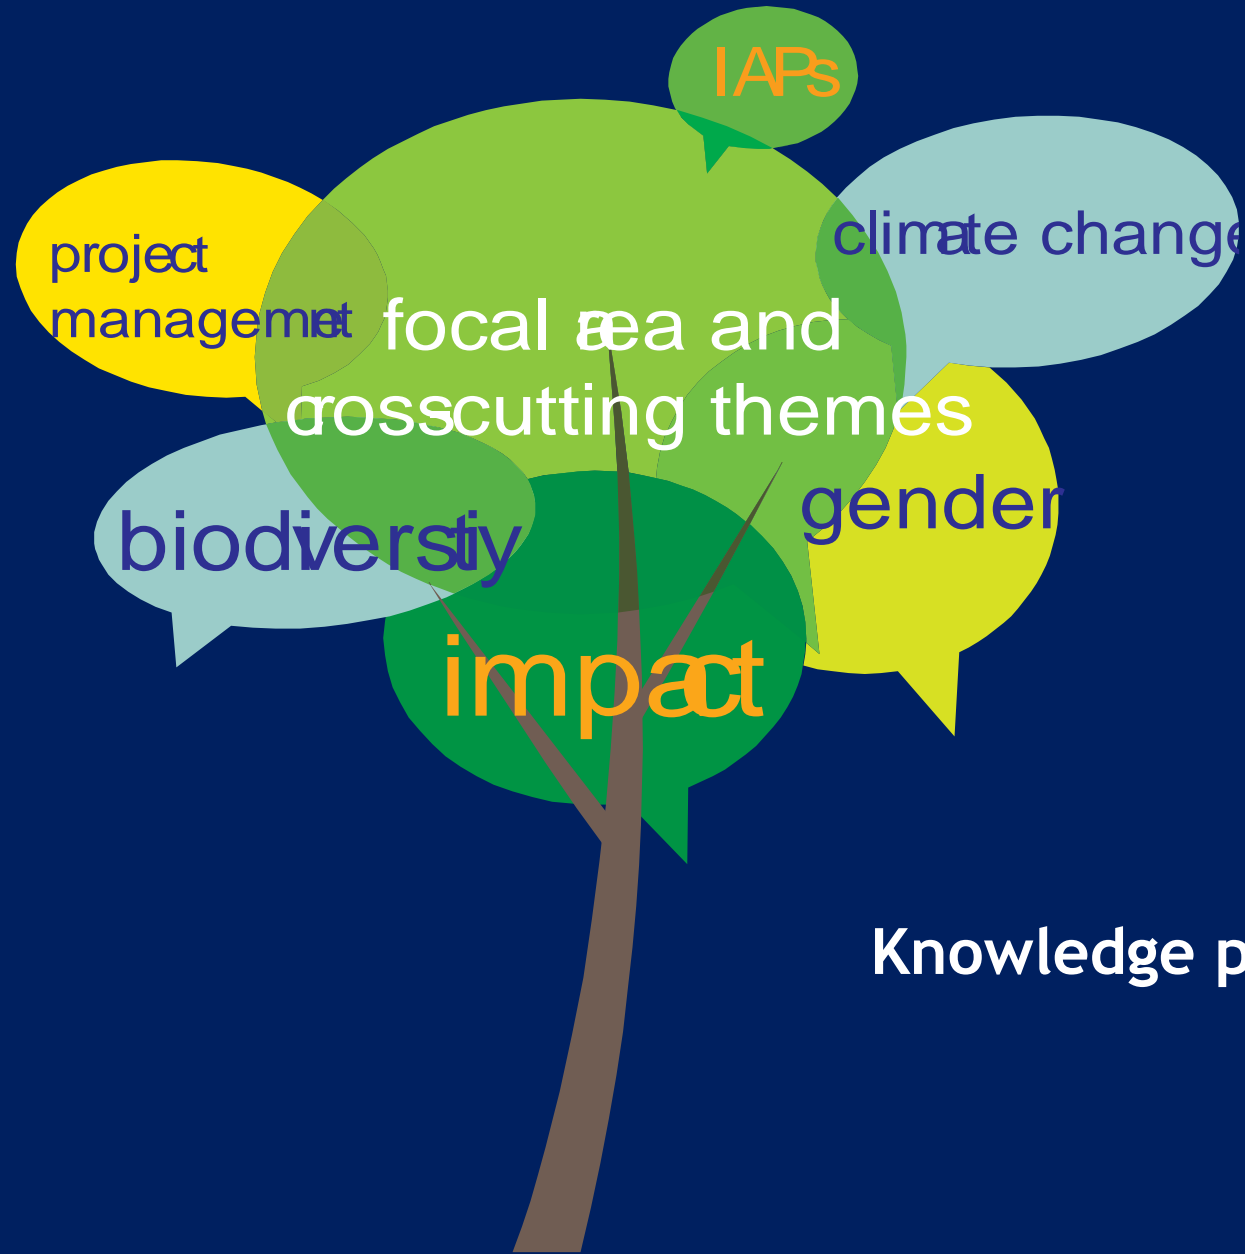 IAPs
climate change
project
management
focal area and
cross-cutting themes
gender
biodiversity
impact
Knowledge p